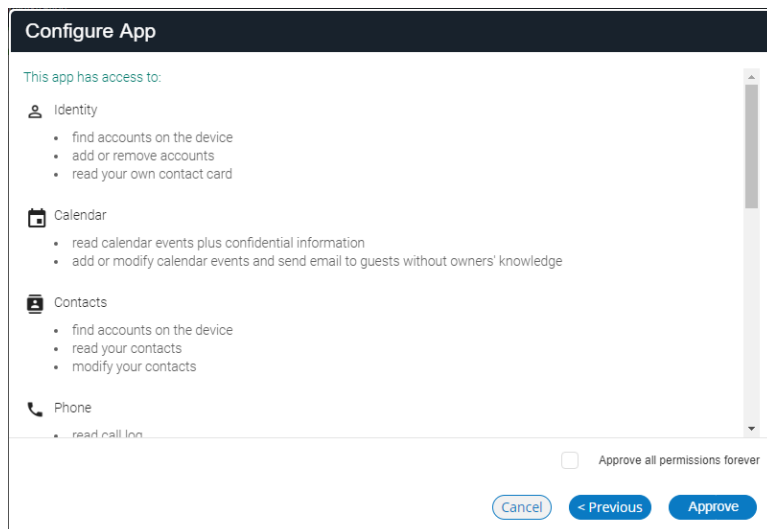 Configure App
This app has access to:
Identity
• find accounts on the device
• add or remove accounts
• read your own contact card
Calendar
• read calendar events plus confidential information
• add or modify calendar events and send email to guests without owners' knowledge
Contacts
• find accounts on the device
• read your contacts
• modify your contacts
Phone
• read call log
Approve all permissions forever
Cancel
< Previous
Approve